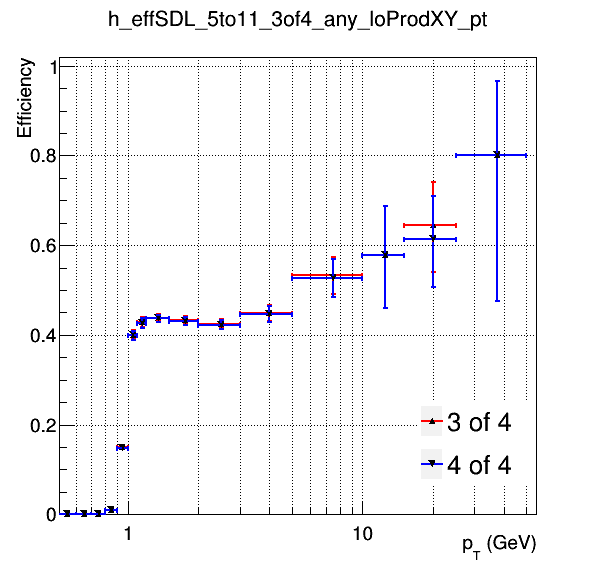 h_effSDL_5to11_3of4_any_loProdXY_pt
Efficiency
1
0.8
0.6
0.4
0.2
0
3 of 4
4 of 4
1
10
p_T (GeV)